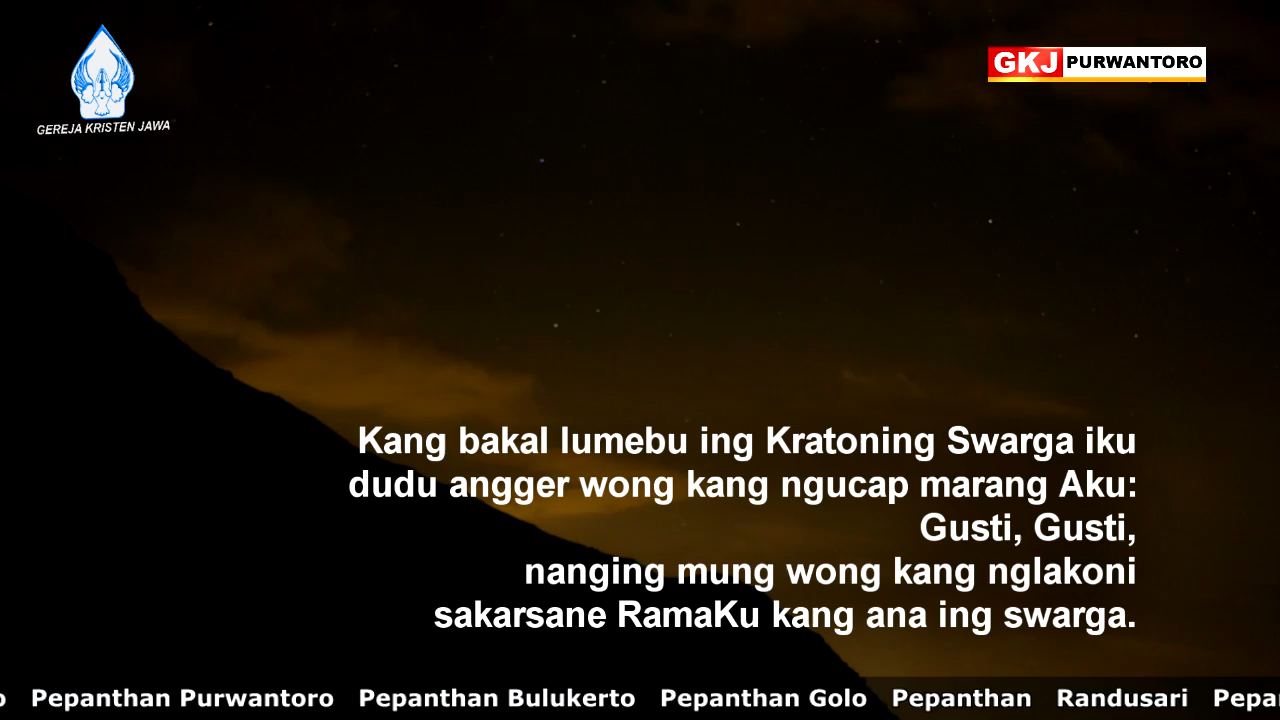 GEREJA KRISTEN JAWA
GKJ PURWANTORO
Kang bakal lumebu ing Kratoning Swarga iku
dudu angger wong kang ngucap marang Aku:
Gusti, Gusti,
nanging mung wong kang nglakoni
sakarsane RamaKu kang ana ing swarga.
Pepanthan Purwantoro Pepanthan Bulukerto Pepanthan Golo Pepanthan Randusari